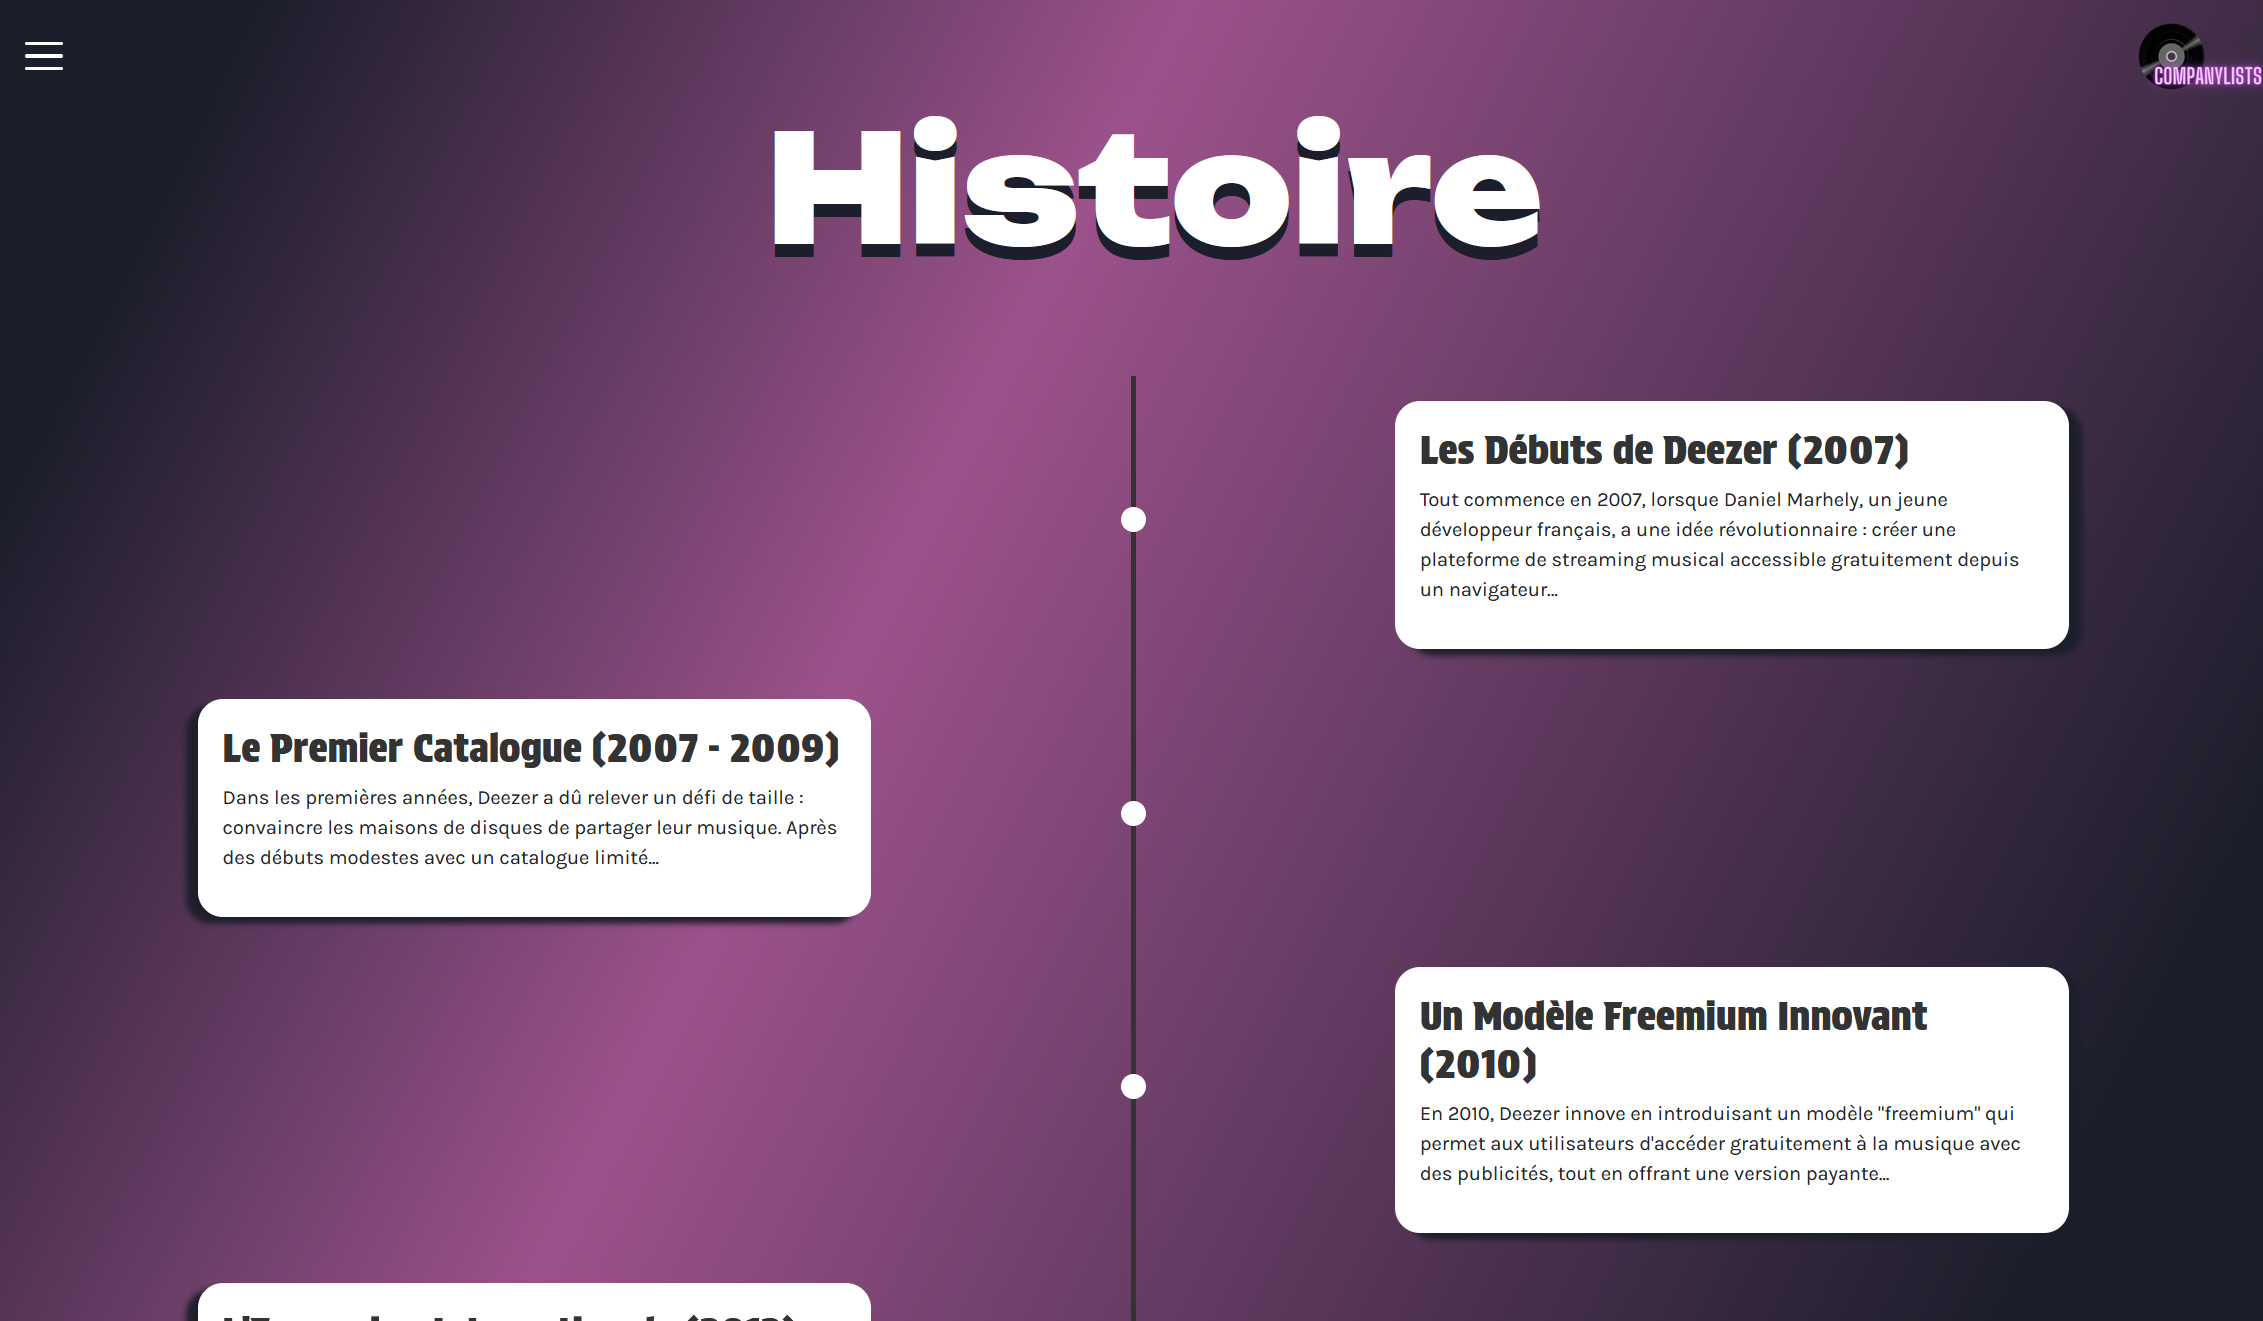 COMPANYLISTS
Histoire
Les Débuts de Deezer (2007)
Tout commence en 2007, lorsque Daniel Marhely, un jeune
développeur français, a une idée révolutionnaire : créer une
plateforme de streaming musical accessible gratuitement depuis
un navigateur...
Le Premier Catalogue (2007 - 2009)
Dans les premières années, Deezer a dû relever un défi de taille :
convaincre les maisons de disques de partager leur musique. Après
des débuts modestes avec un catalogue limité...
Un Modèle Freemium Innovant
(2010)
En 2010, Deezer innove en introduisant un modèle "freemium" qui
permet aux utilisateurs d'accéder gratuitement à la musique avec
des publicités, tout en offrant une version payante...